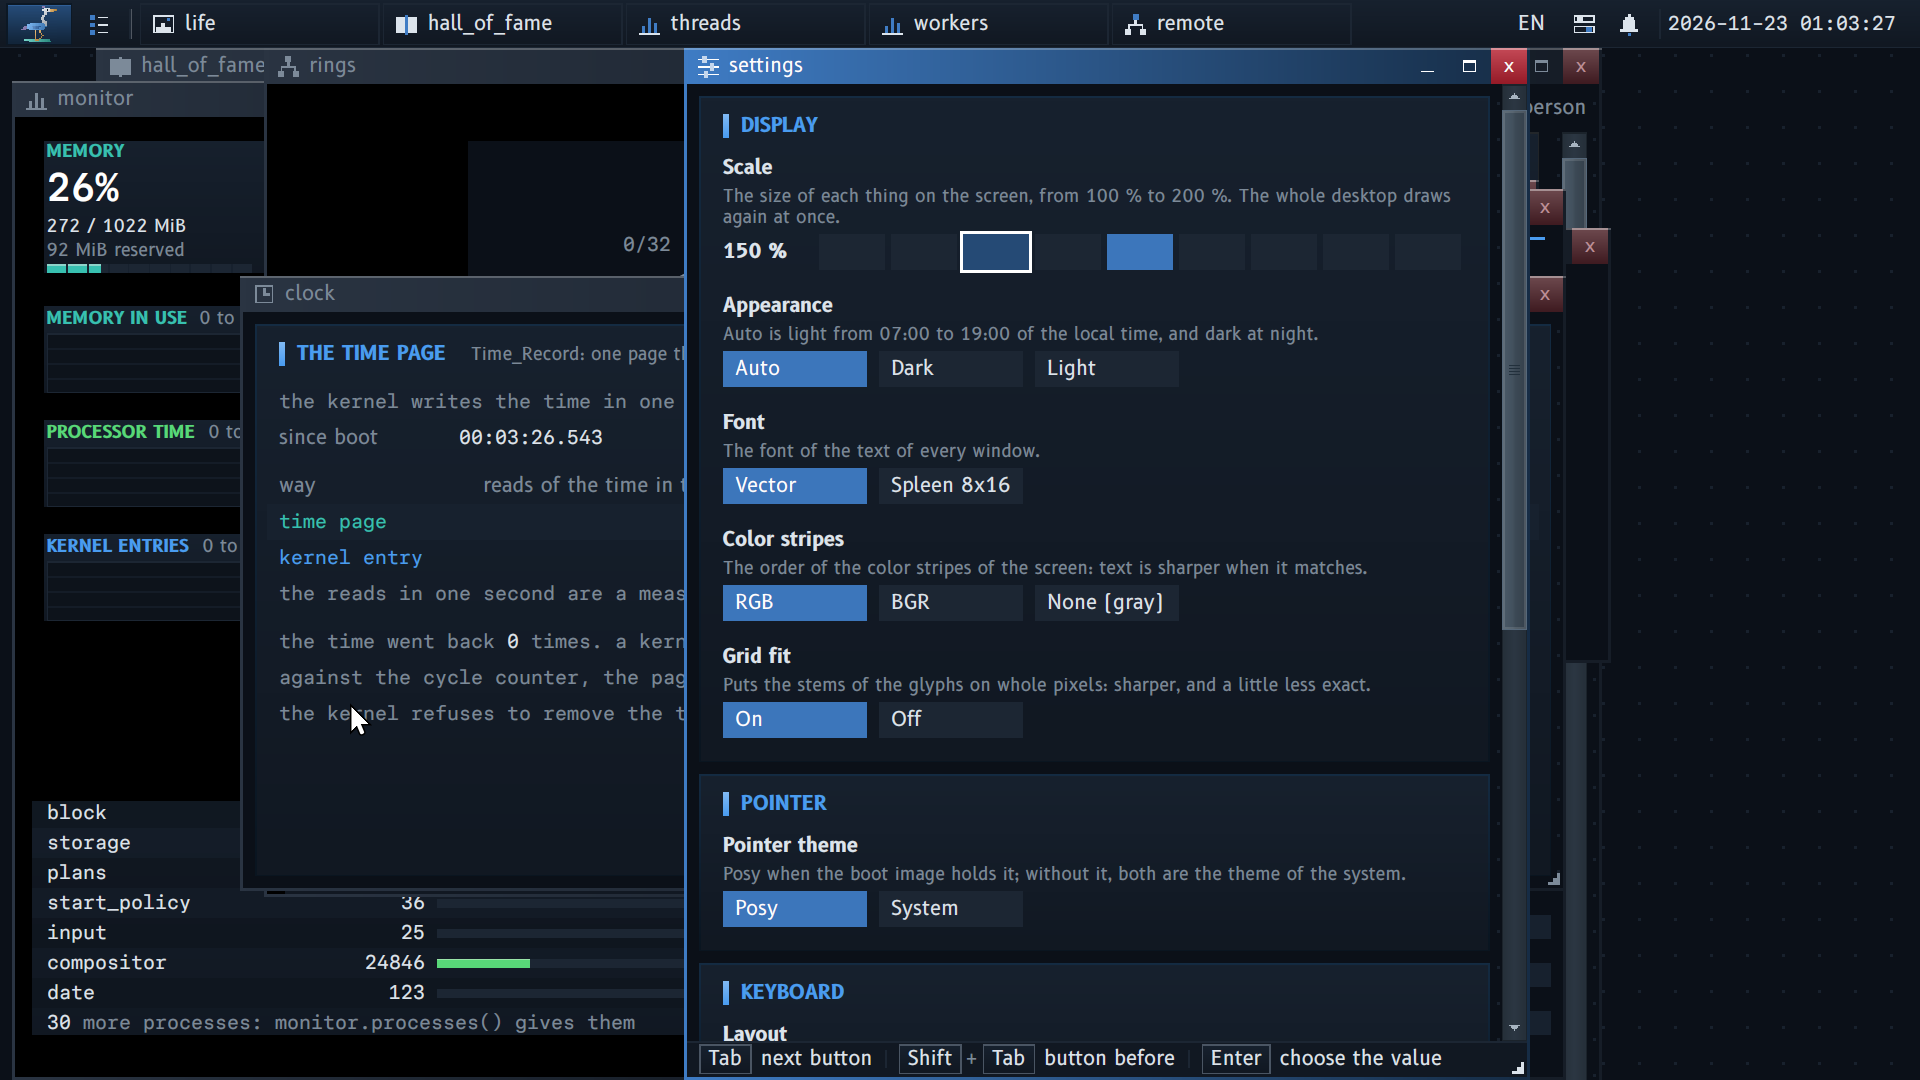 life
hall_of_fame
threads
workers
remote
EN
2026-11-23 01:03:27
hall_of_fame
rings
monitor
MEMORY
26%
272 / 1022 MiB
92 MiB reserved
MEMORY IN USE 0 to
PROCESSOR TIME 0 to
KERNEL ENTRIES 0 to
0/32
clock
THE TIME PAGE Time_Record: one page
the kernel writes the time in one
since boot 00:03:26.543
way reads of the time in
time page
kernel entry
the reads in one second are a meas
the time went back 0 times. a kern
against the cycle counter, the pag
the kernel refuses to remove the
block
storage
plans
start_policy 36
input 25
compositor 24846
date 123
30 more processes: monitor.processes() gives them
settings
x
DISPLAY
Scale
The size of each thing on the screen, from 100 % to 200 %. The whole desktop draws
again at once.
150 %
Appearance
Auto is light from 07:00 to 19:00 of the local time, and dark at night.
Auto Dark Light
Font
The font of the text of every window.
Vector Spleen 8x16
Color stripes
The order of the color stripes of the screen: text is sharper when it matches.
RGB BGR None [gray]
Grid fit
Puts the stems of the glyphs on whole pixels: sharper, and a little less exact.
On Off
POINTER
Pointer theme
Posy when the boot image holds it; without it, both are the theme of the system.
Posy System
KEYBOARD
Layout
Tab next button Shift + Tab button before Enter choose the value
x
person
x
x
x